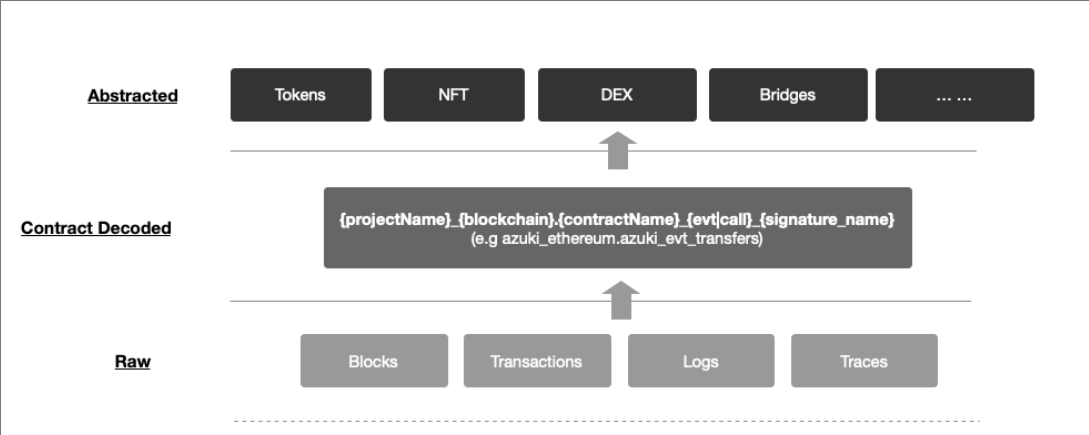 Abstracted
Tokens
NFT
DEX
Bridges
... ...
Contract Decoded
{projectName}_{blockchain}.{contractName}_{evt|call}_{signature_name}
(e.g azuki_ethereum.azuki_evt_transfers)
Raw
Blocks
Transactions
Logs
Traces